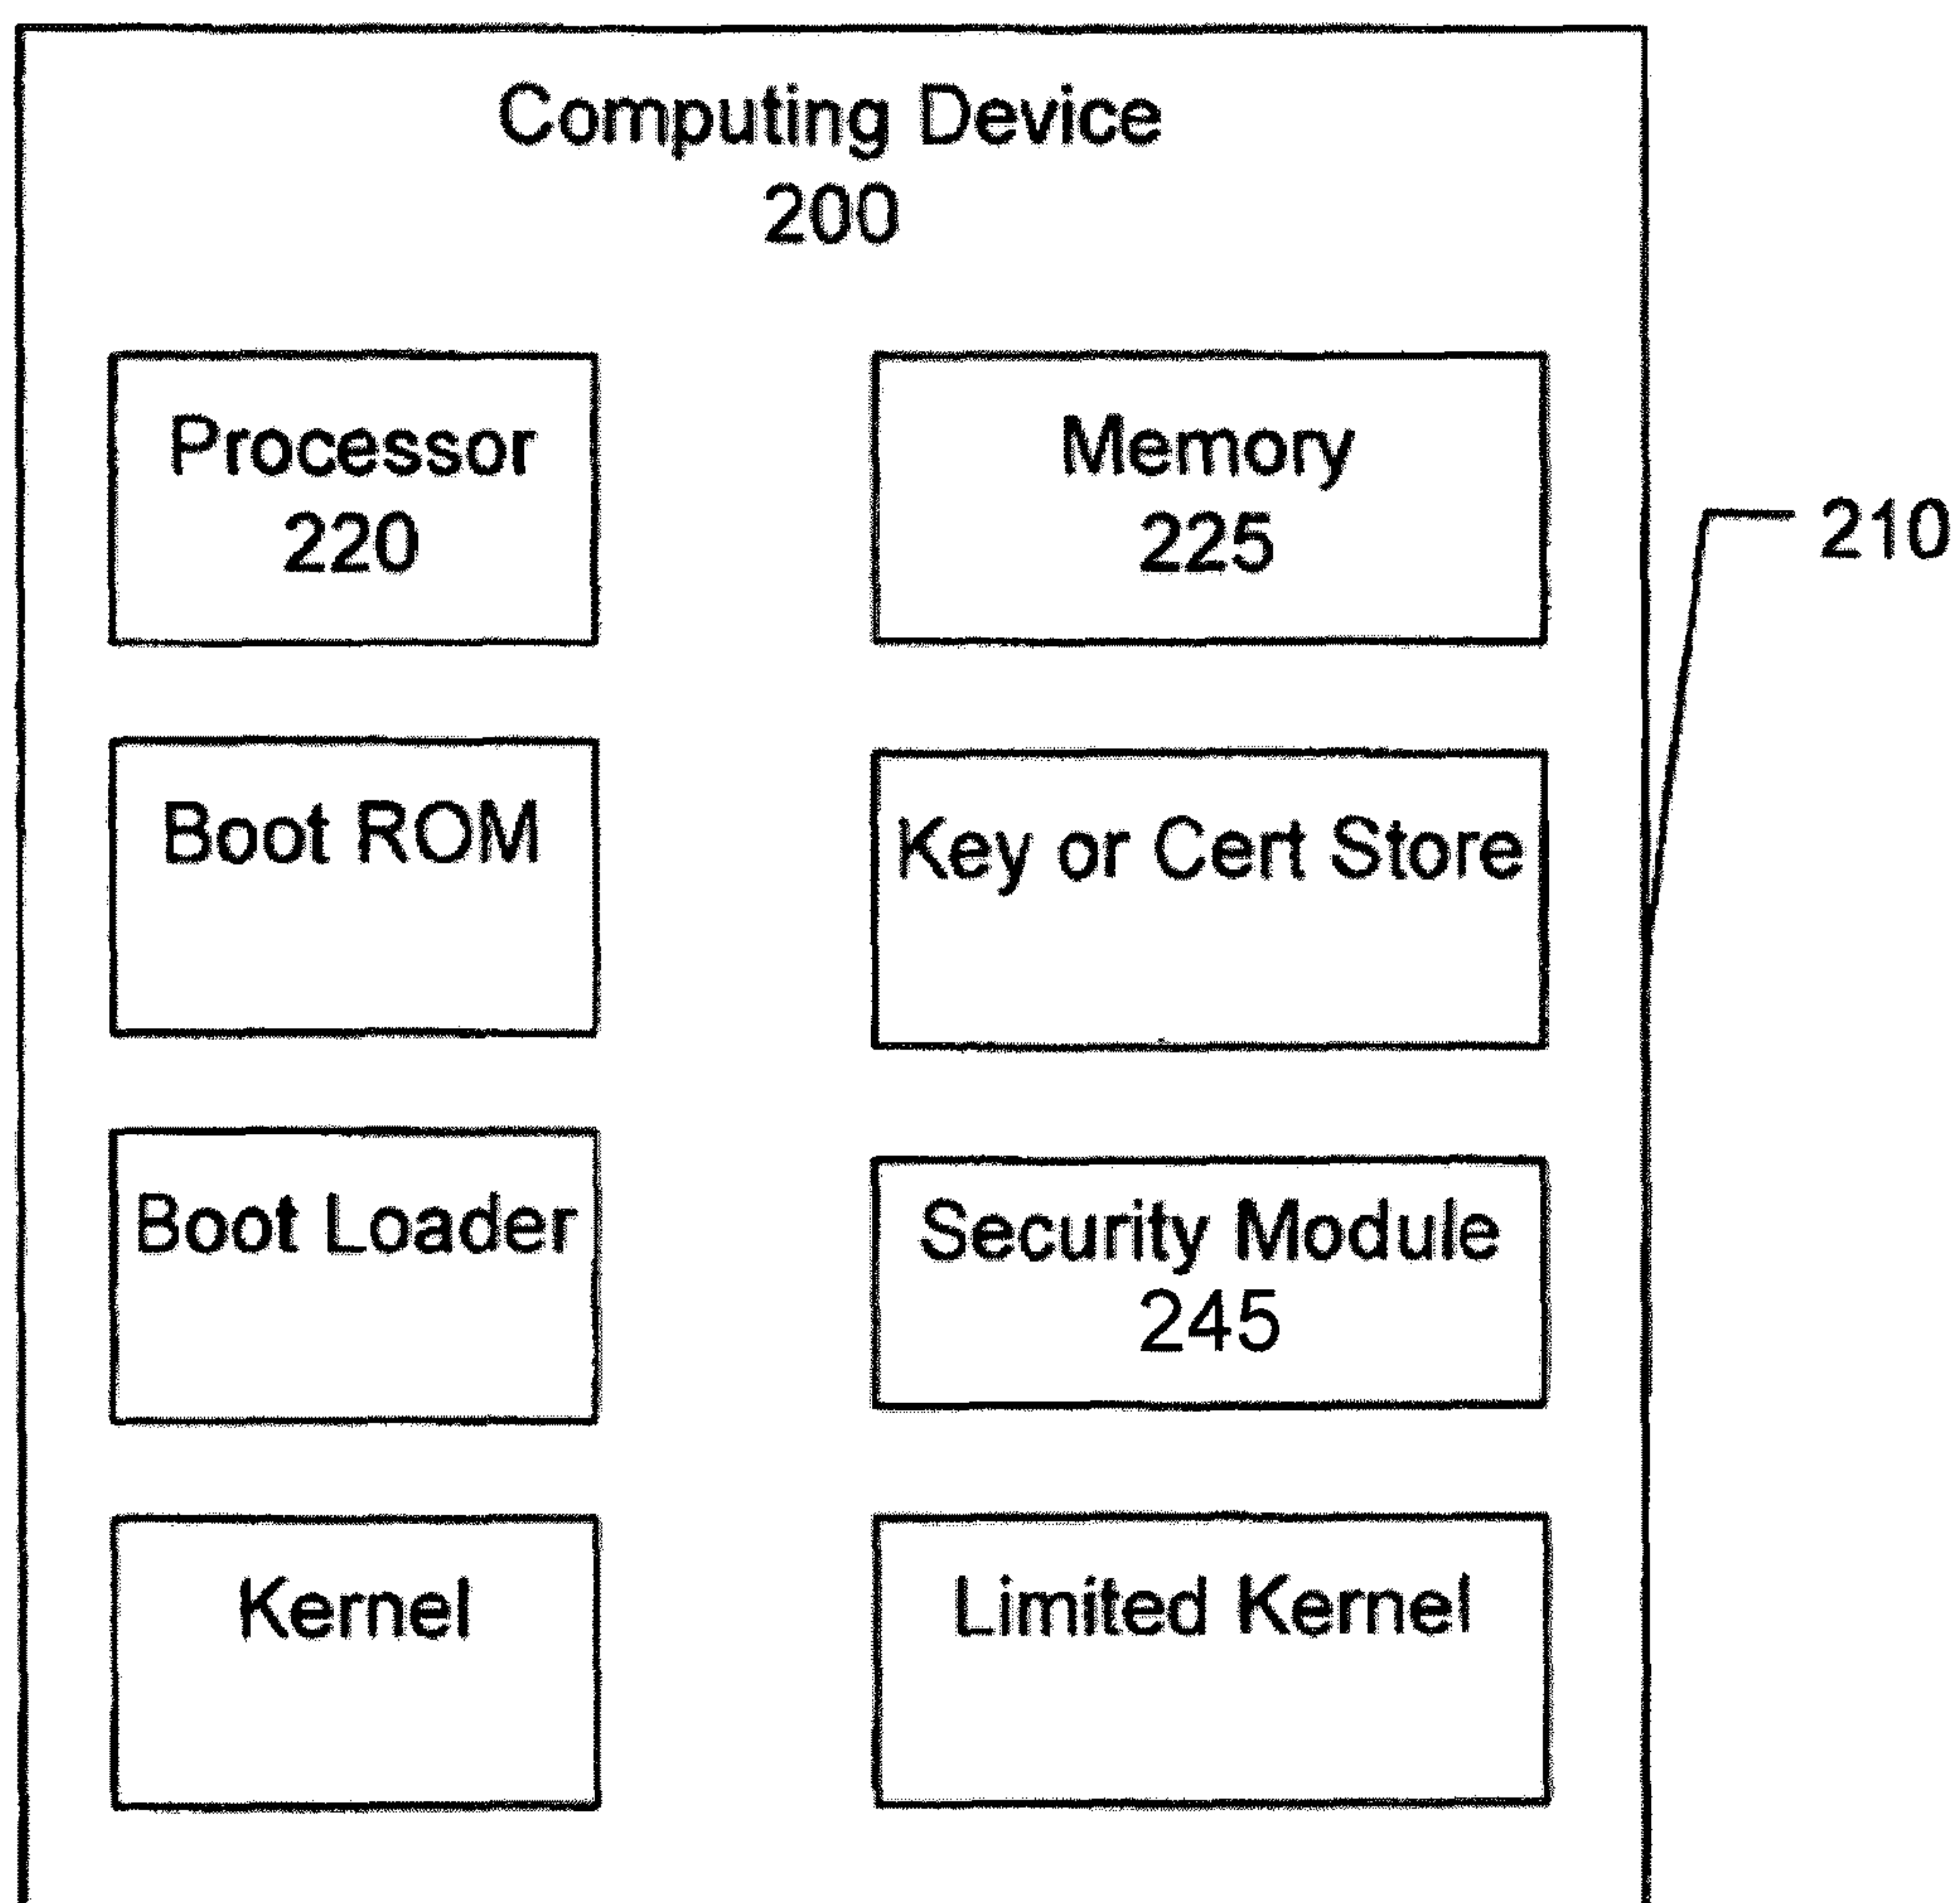 Computing Device
200
Processor
220
Memory
225
210
Boot ROM
Key or Cert Store
Boot Loader
Security Module
245
Kernel
Limited Kernel